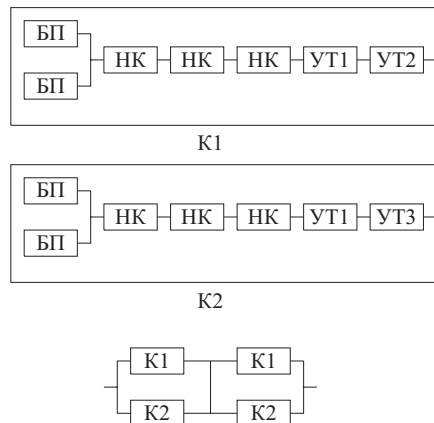 БП
НК НК НК УТ1 УТ2
БП
К1
БП
НК НК НК УТ1 УТ3
БП
К2
К1 К1
К2 К2